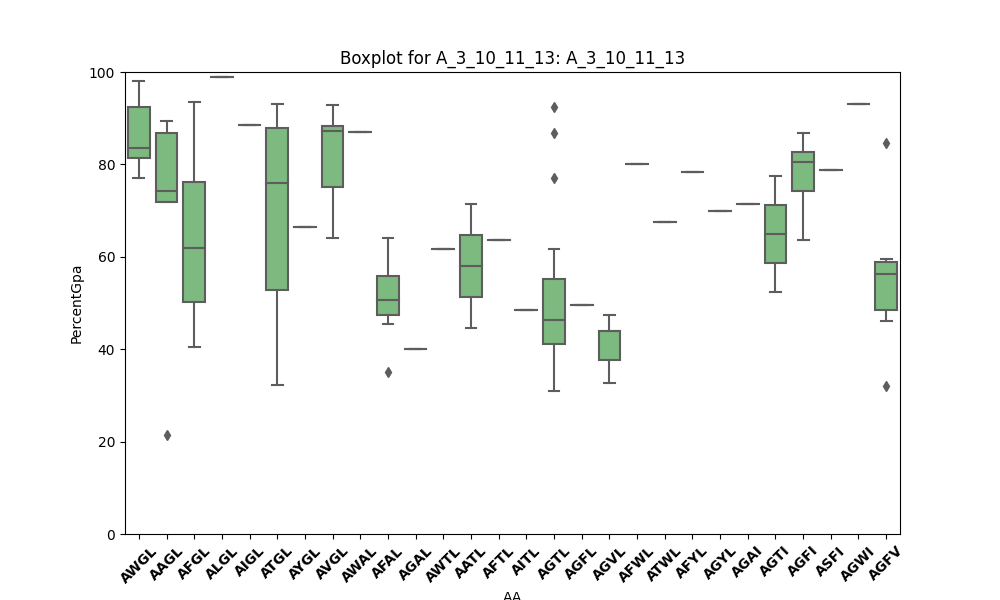 Boxplot for A_3_10_11_13: A_3_10_11_13
100
80
60
40
20
0
PercentGpa
AWGL
AAGL
AFGL
ALGL
AIGL
ATGL
AYGL
AVGL
AWAL
AFAL
AGAL
AWTL
AATL
AFTL
AITL
AGTL
AGFL
AGVL
AFWL
ATWL
AFYL
AGYL
AGAI
AGTI
AGFI
ASFI
AGWI
AGFV
AA